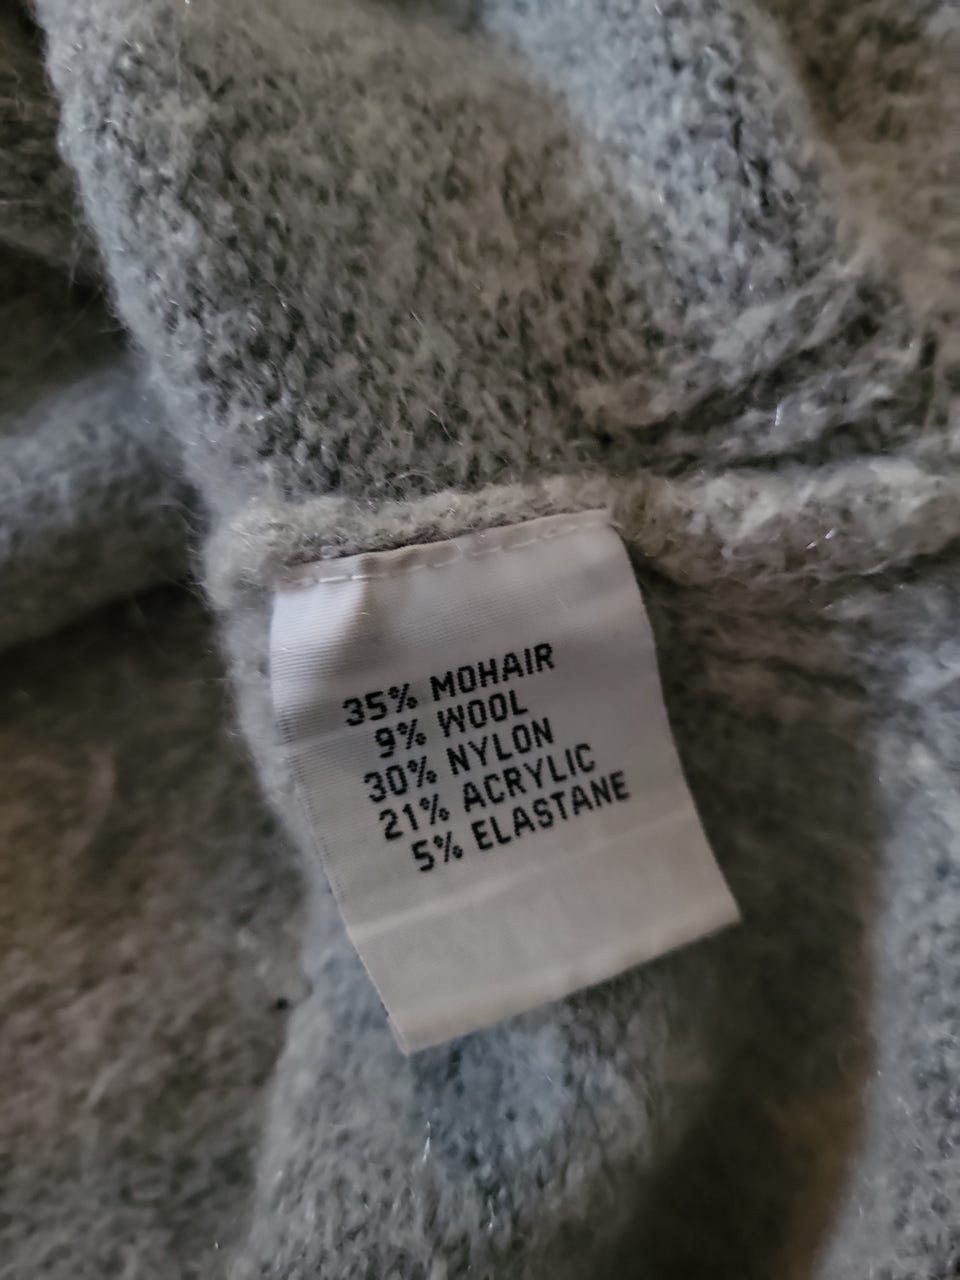 35% MOHAIR
9% WOOL
30% NYLON
21% ACRYLIC
5% ELASTANE